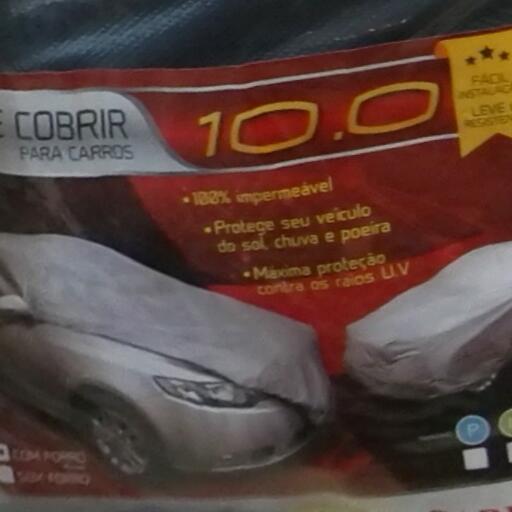 E COBRIR
PARA CARROS
10.0
FÁCIL
INSTALAÇÃO
LEVE
RESISTEN
•100% impermeável
•Protege seu veículo
do sol, chuva e poeira
•Máxima proteção
contra os raios U.V
P
COM FORRO
SEM FORRO